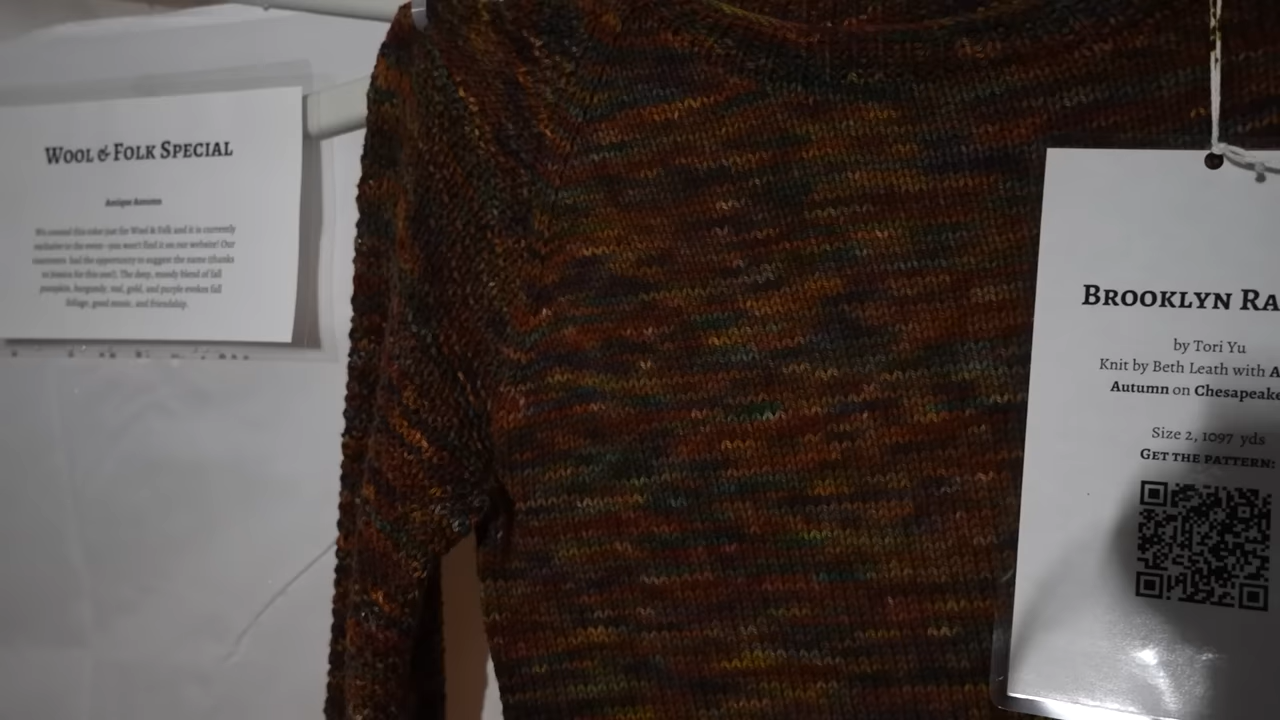 WOOL & FOLK SPECIAL
Antique Autumn
We created this color just for Wool & Folk and it is currently
exclusive to the event - you won't find it on our website! Our
customers had the opportunity to suggest the name (thanks
to Jessica for this one!). The deep, moody blend of fall
pumpkin, burgundy, teal, gold, and purple evokes fall
foliage, good music, and friendship.
BROOKLYN RA
by Tori Yu
Knit by Beth Leath with A
Autumn on Chesapeake
Size 2, 1097 yds
GET THE PATTERN: